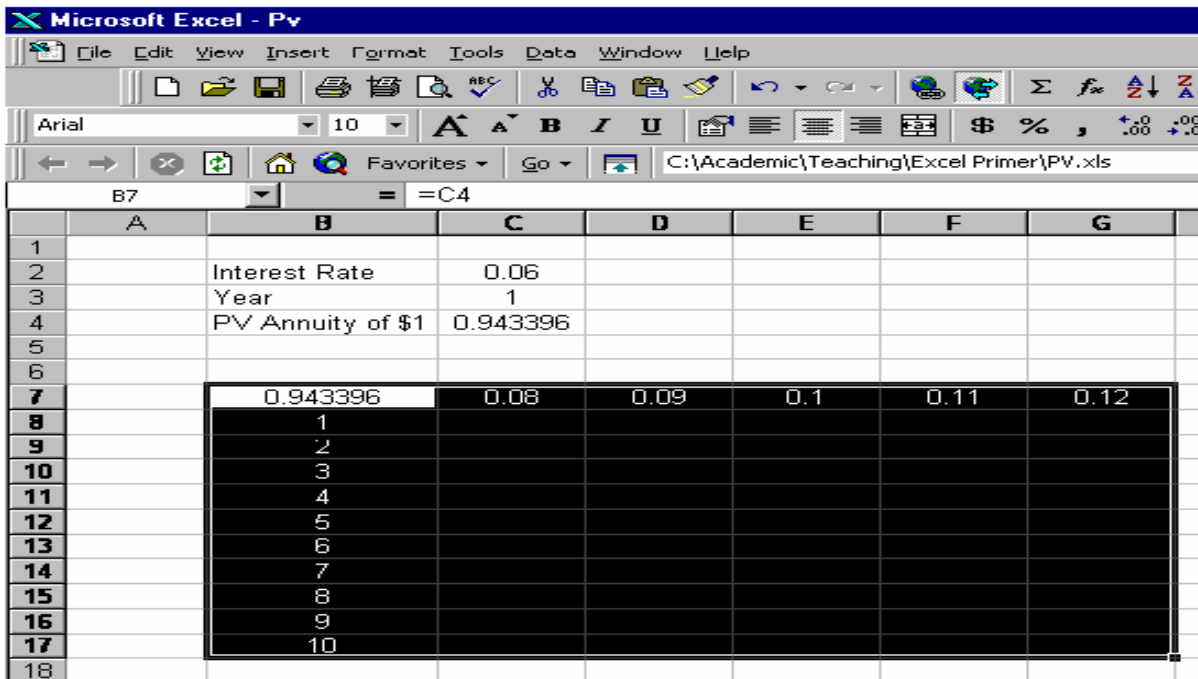 Microsoft Excel - Pv
File Edit View Insert Format Tools Data Window Help
ABC Σ fx A Z Z A
Arial 10 A A B I U $ % , .00
Favorites Go C:\Academic\Teaching\Excel Primer\PV.xls
B7 = =C4
A B C D E F G
1
2 Interest Rate 0.06
3 Year 1
4 PV Annuity of $1 0.943396
5
6
7 0.943396 0.08 0.09 0.1 0.11 0.12
8 1
9 2
10 3
11 4
12 5
13 6
14 7
15 8
16 9
17 10
18